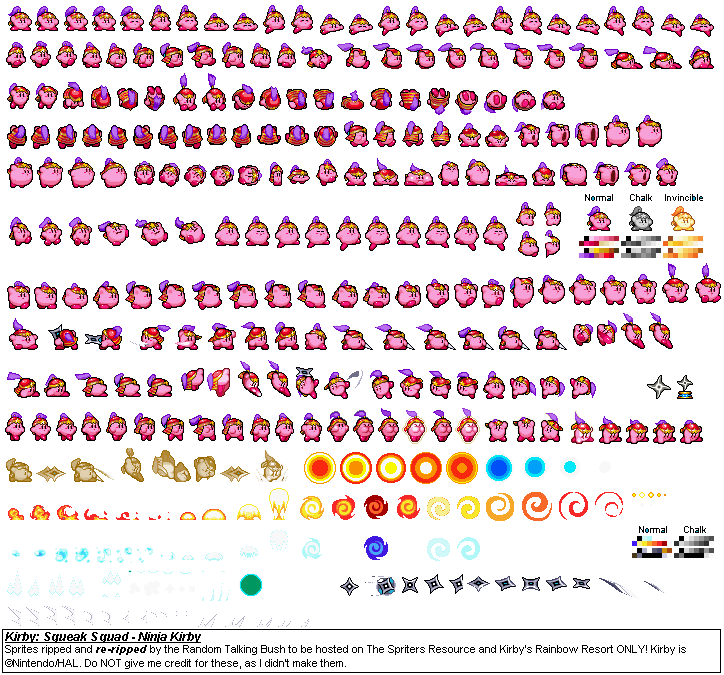 Normal Chalk Invincible
Normal Chalk
Kirby: Squeak Squad - Ninja Kirby
Sprites ripped and re-ripped by the Random Talking Bush to be hosted on The Spriters Resource and Kirby's Rainbow Resort ONLY! Kirby is
©Nintendo/HAL. Do NOT give me credit for these, as I didn't make them.